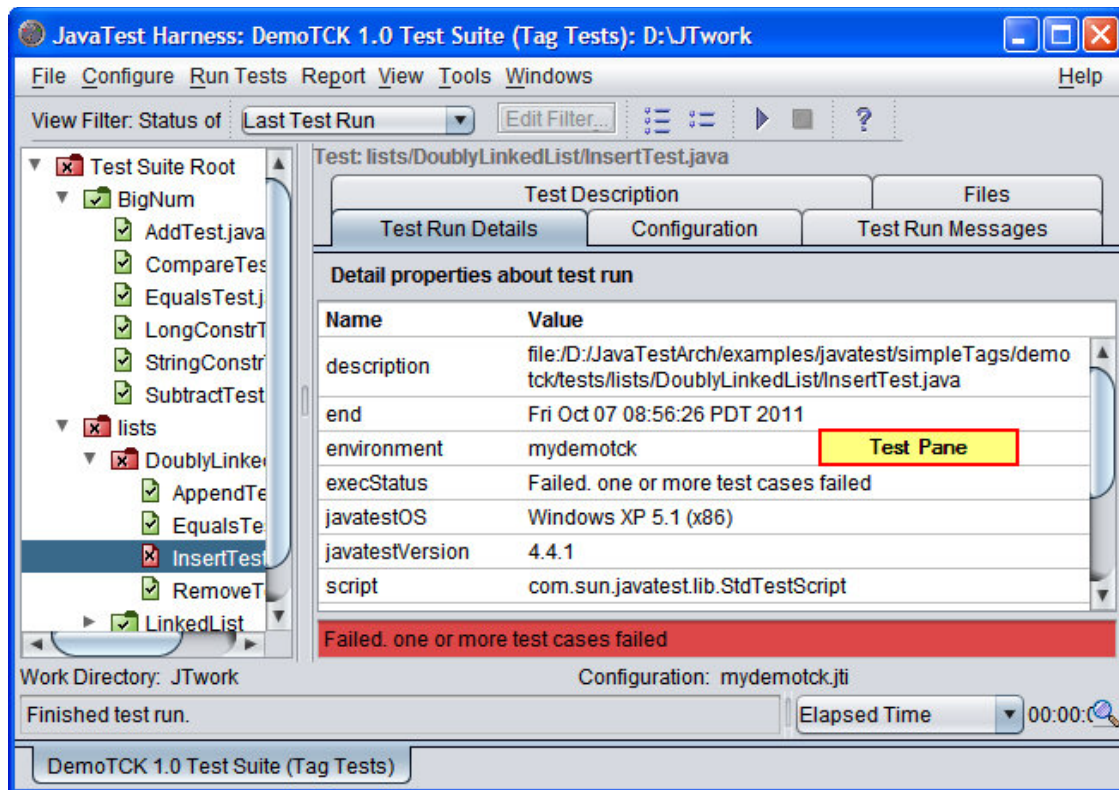 JavaTest Harness: DemoTCK 1.0 Test Suite (Tag Tests): D:\JTwork
File Configure Run Tests Report View Tools Windows Help
View Filter: Status of Last Test Run Edit Filter... ?
Test Suite Root
BigNum
AddTest.java
CompareTes
EqualsTest.j
LongConstrT
StringConstr
SubtractTest
lists
DoublyLinke
AppendTe
EqualsTe
InsertTest
RemoveT
LinkedList
Test: lists/DoublyLinkedList/InsertTest.java
Test Description Files
Test Run Details Configuration Test Run Messages
Detail properties about test run
Name Value
description file:/D:/JavaTestArch/examples/javatest/simpleTags/demo
tck/tests/lists/DoublyLinkedList/InsertTest.java
end Fri Oct 07 08:56:26 PDT 2011
environment mydemotck Test Pane
execStatus Failed. one or more test cases failed
javatestOS Windows XP 5.1 (x86)
javatestVersion 4.4.1
script com.sun.javatest.lib.StdTestScript
Failed. one or more test cases failed
Work Directory: JTwork Configuration: mydemotck.jti
Finished test run. Elapsed Time 00:00:0
DemoTCK 1.0 Test Suite (Tag Tests)